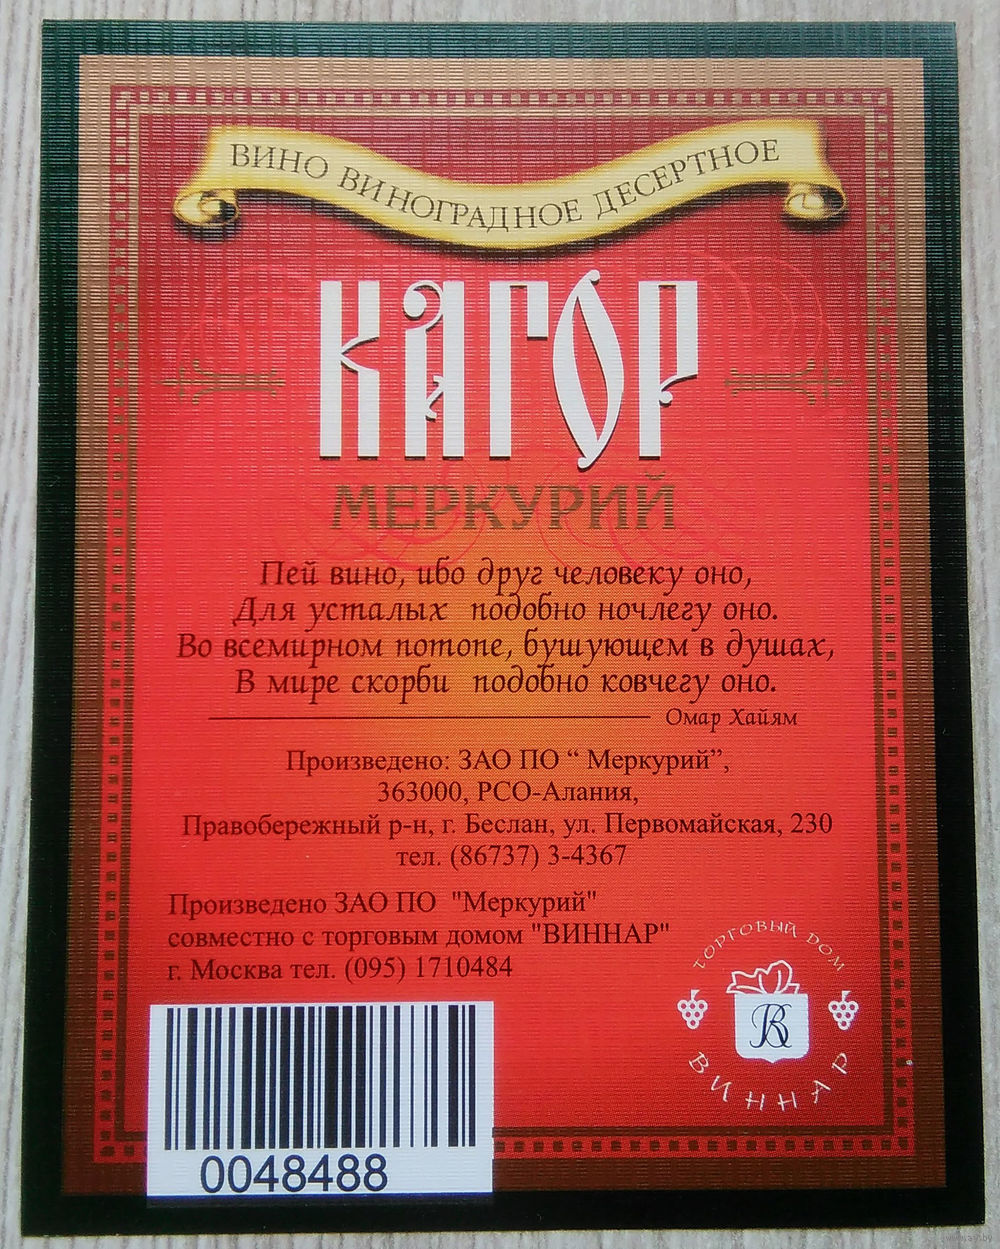 ВИНО ВИНОГРАДНОЕ ДЕСЕРТНОЕ
КАГОР
МЕРКУРИЙ
Пей вино, ибо друг человеку оно,
Для усталых подобно ночлегу оно.
Во всемирном потопе, бушующем в душах,
В мире скорби подобно ковчегу оно.
Омар Хайям
Произведено: ЗАО ПО “ Меркурий”,
363000, РСО-Алания,
Правобережный р-н, г. Беслан, ул. Первомайская, 230
тел. (86737) 3-4367
Произведено ЗАО ПО "Меркурий"
совместно с торговым домом "ВИННАР"
г. Москва тел. (095) 1710484
ТОРГОВЫЙ ДОМ
ВИННАР
0048488